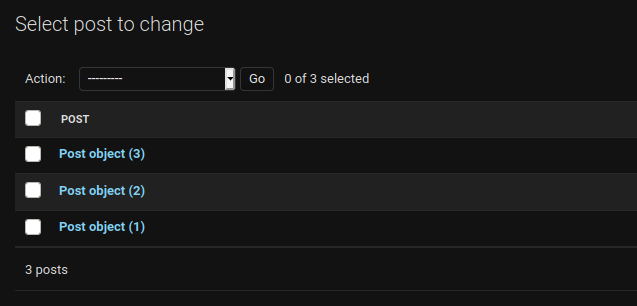 Select post to change
Action: --------- Go 0 of 3 selected
POST
Post object (3)
Post object (2)
Post object (1)
3 posts